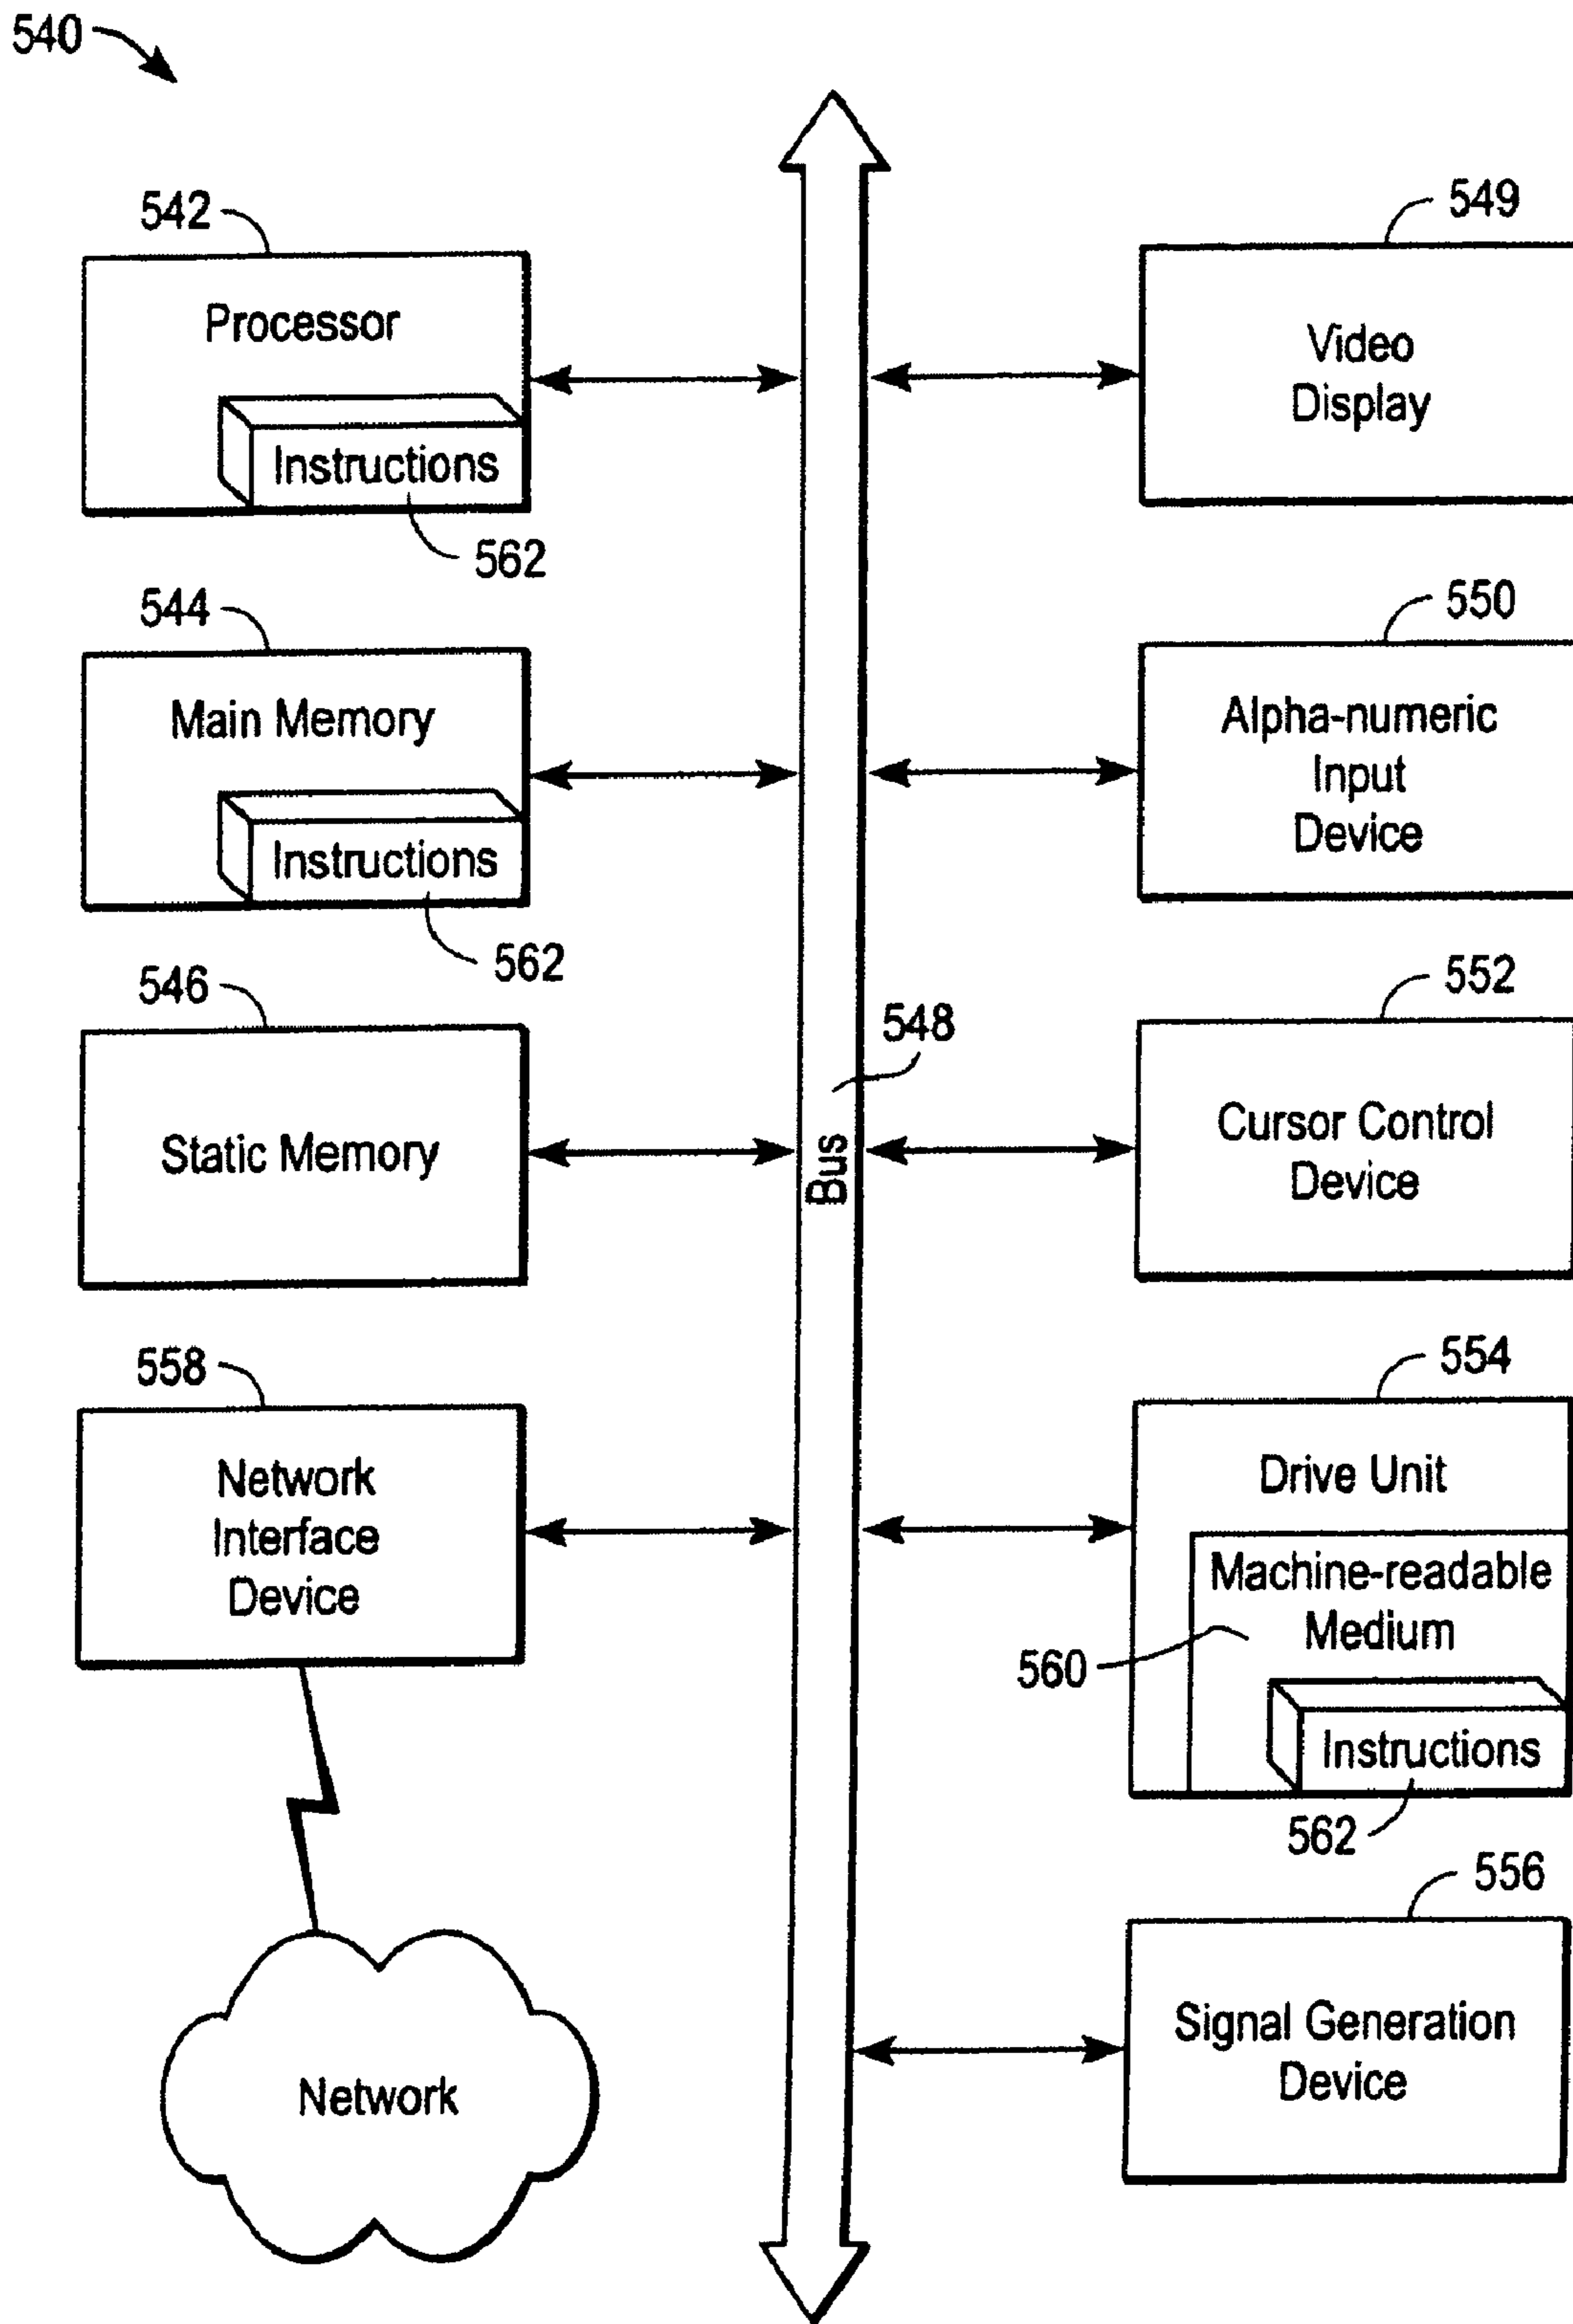 540
542
Processor
Instructions
562
544
Main Memory
Instructions
562
546
Static Memory
558
Network
Interface
Device
Network
548
Bus
549
Video
Display
550
Alpha-numeric
Input
Device
552
Cursor Control
Device
554
Drive Unit
Machine-readable
Medium
560
Instructions
562
556
Signal Generation
Device